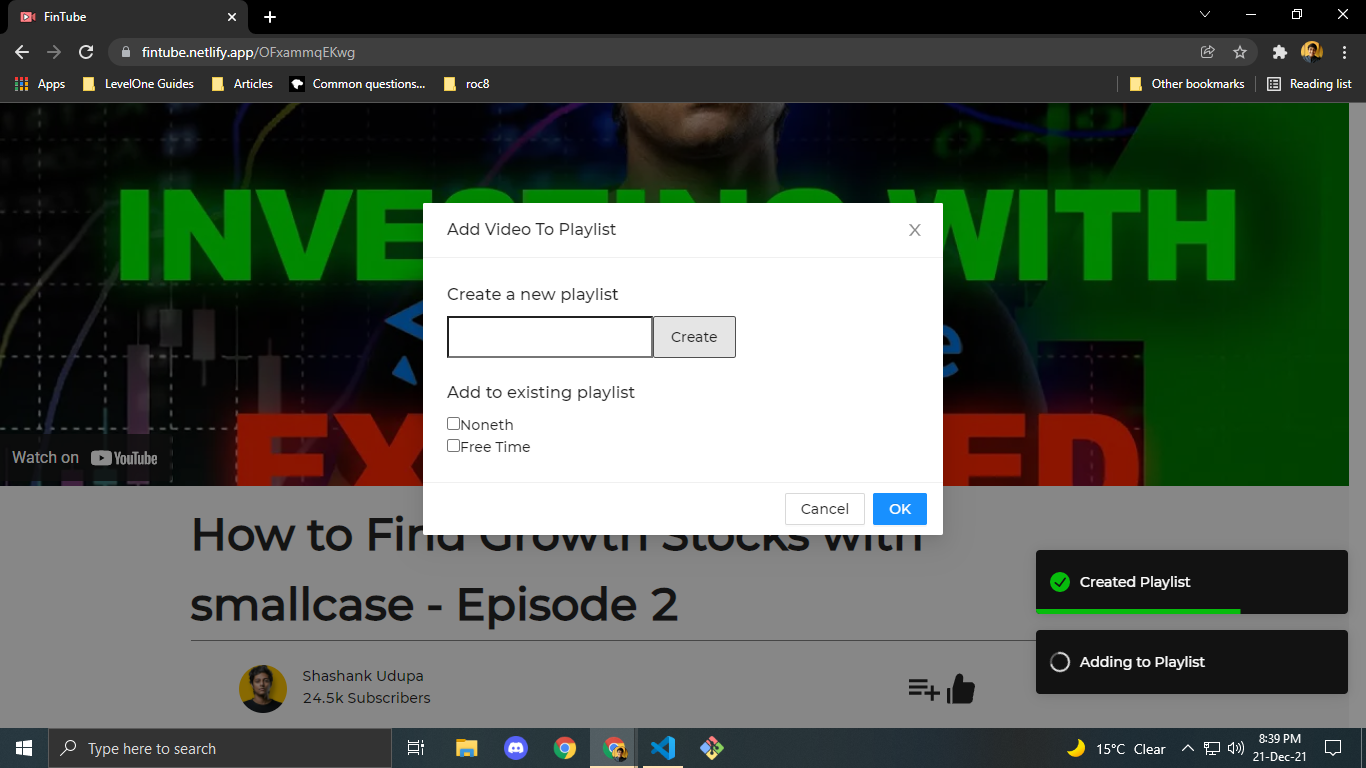 FinTube
fintube.netlify.app/OFxammqEKwg
Apps
LevelOne Guides
Articles
Common questions...
roc8
Other bookmarks
Reading list
INVES
NG WITH
Add Video To Playlist
X
Create a new playlist
Create
Add to existing playlist
Noneth
Free Time
Cancel
OK
EX
ED
Watch on YouTube
How to Find Growth Stocks with
smallcase - Episode 2
Shashank Udupa
24.5k Subscribers
Created Playlist
Adding to Playlist
Type here to search
15°C Clear
8:39 PM
21-Dec-21